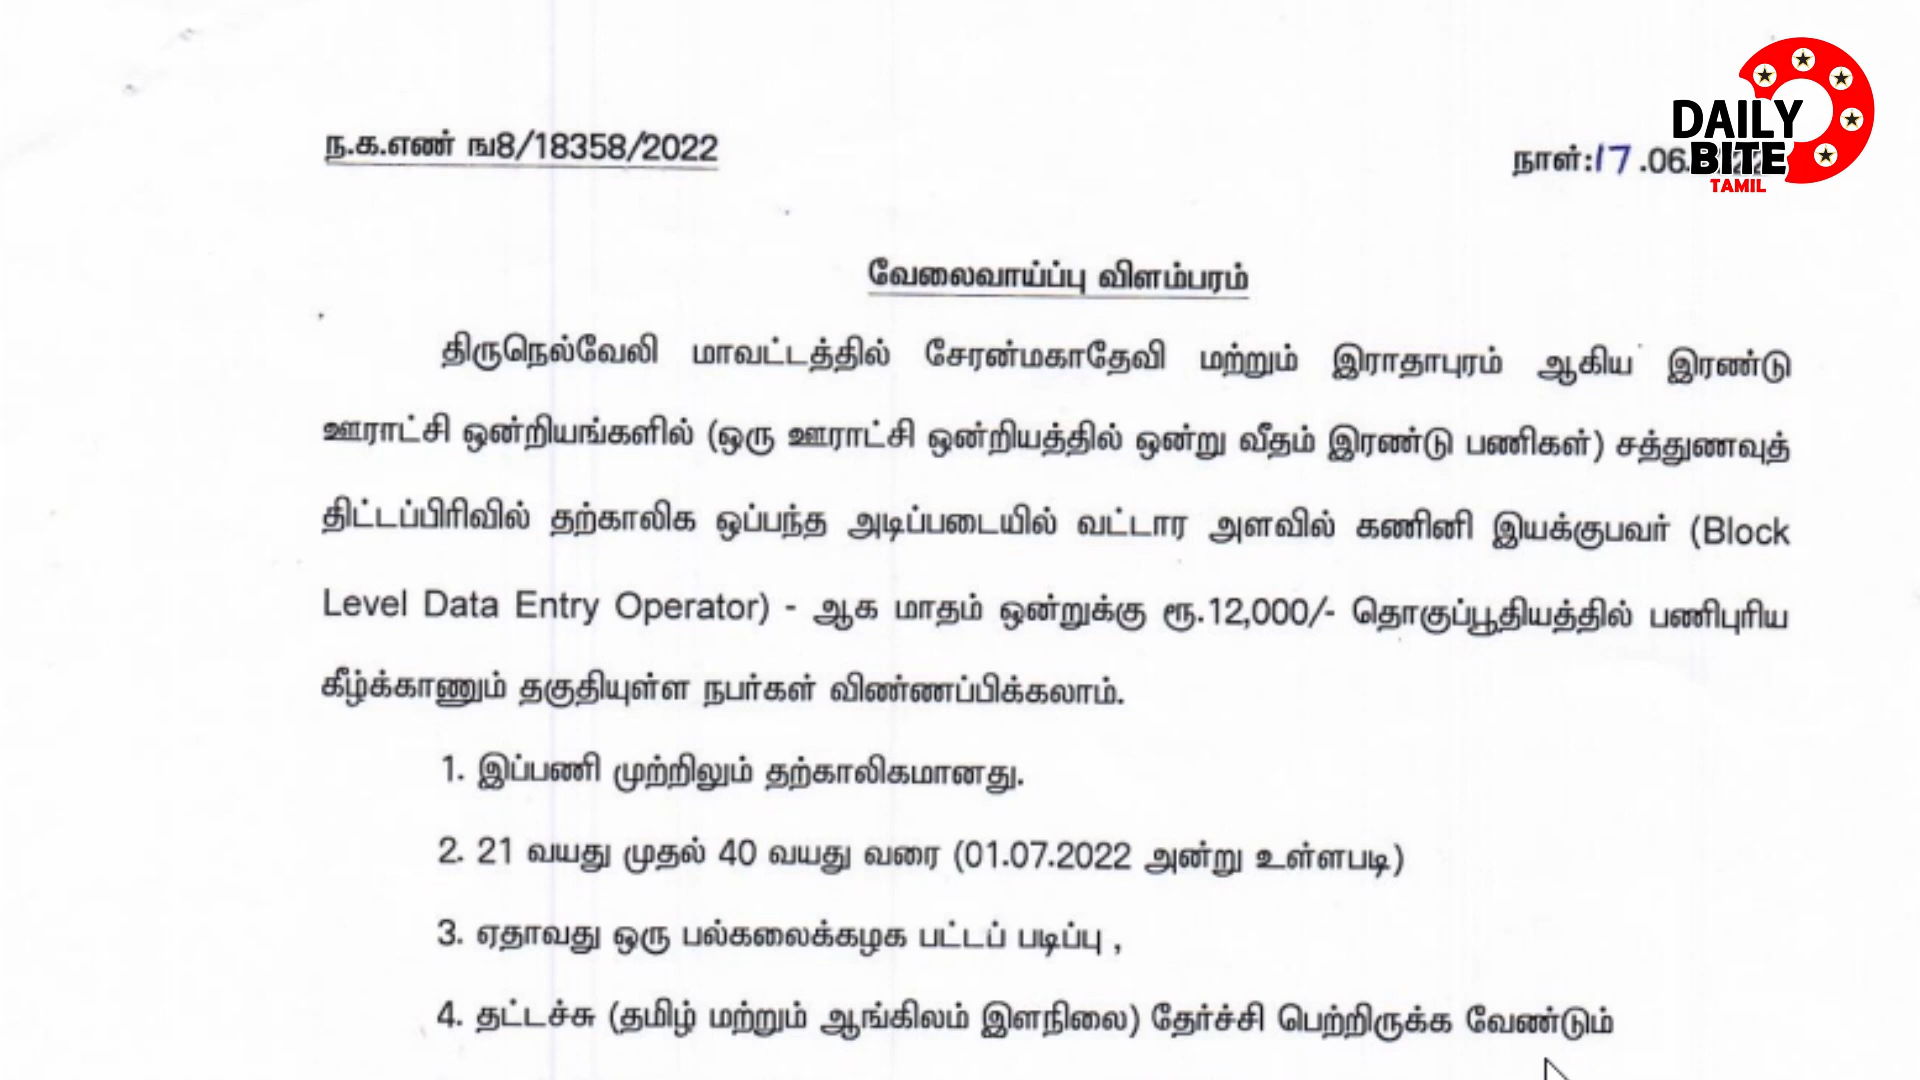 ந.க.எண் ங8/18358/2022
நாள்:17.06.
DAILY
BITE
TAMIL
வேலைவாய்ப்பு விளம்பரம்
திருநெல்வேலி மாவட்டத்தில் சேரன்மகாதேவி மற்றும் இராதாபுரம் ஆகிய இரண்டு
ஊராட்சி ஒன்றியங்களில் (ஒரு ஊராட்சி ஒன்றியத்தில் ஒன்று வீதம் இரண்டு பணிகள்) சத்துணவுத்
திட்டப்பிரிவில் தற்காலிக ஒப்பந்த அடிப்படையில் வட்டார அளவில் கணினி இயக்குபவர் (Block
Level Data Entry Operator) - ஆக மாதம் ஒன்றுக்கு ரூ.12,000/- தொகுப்பூதியத்தில் பணிபுரிய
கீழ்க்காணும் தகுதியுள்ள நபர்கள் விண்ணப்பிக்கலாம்.
1. இப்பணி முற்றிலும் தற்காலிகமானது.
2. 21 வயது முதல் 40 வயது வரை (01.07.2022 அன்று உள்ளபடி)
3. ஏதாவது ஒரு பல்கலைக்கழக பட்டப் படிப்பு ,
4. தட்டச்சு (தமிழ் மற்றும் ஆங்கிலம் இளநிலை) தேர்ச்சி பெற்றிருக்க வேண்டும்